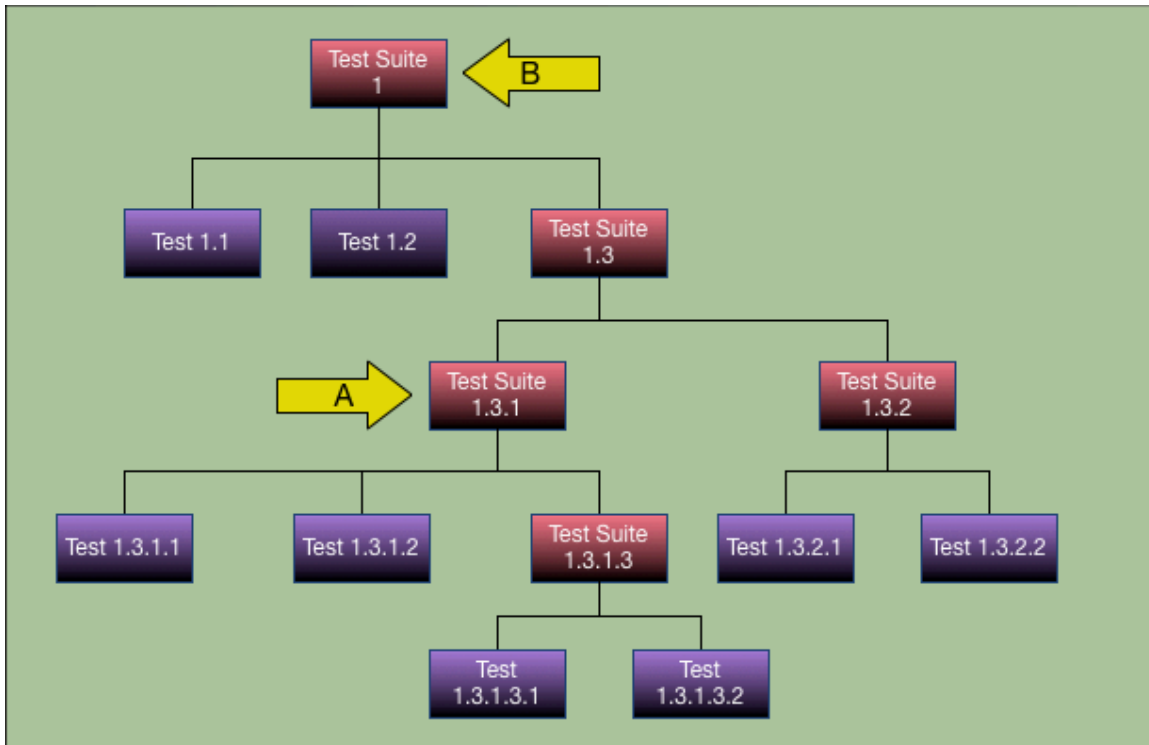 Test Suite
1
B
Test 1.1
Test 1.2
Test Suite
1.3
A
Test Suite
1.3.1
Test Suite
1.3.2
Test 1.3.1.1
Test 1.3.1.2
Test Suite
1.3.1.3
Test 1.3.2.1
Test 1.3.2.2
Test
1.3.1.3.1
Test
1.3.1.3.2